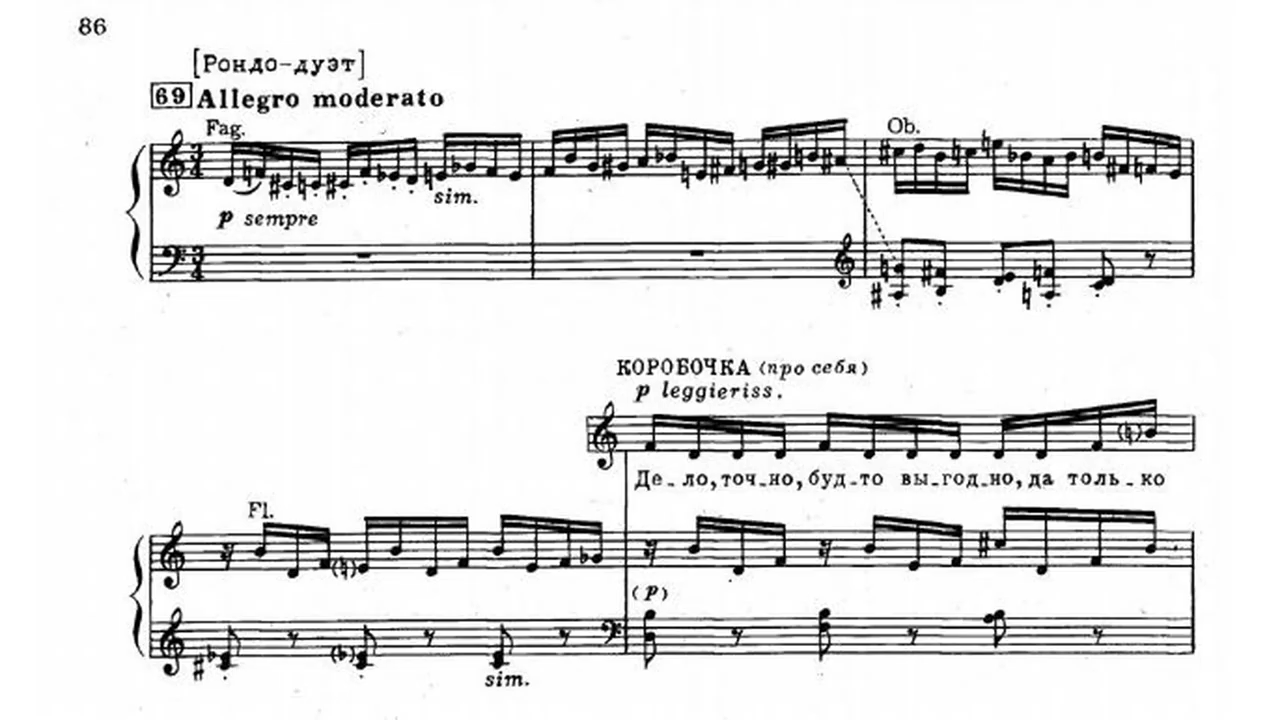 86
[Рондо-дуэт]
69 Allegro moderato
Fag.
Ob.
sim.
p sempre
КОРОБОЧКА (про себя)
p leggieriss.
Де_ло, точ_но, буд_то вы_год_но, да толь_ко
Fl.
(p)
sim.